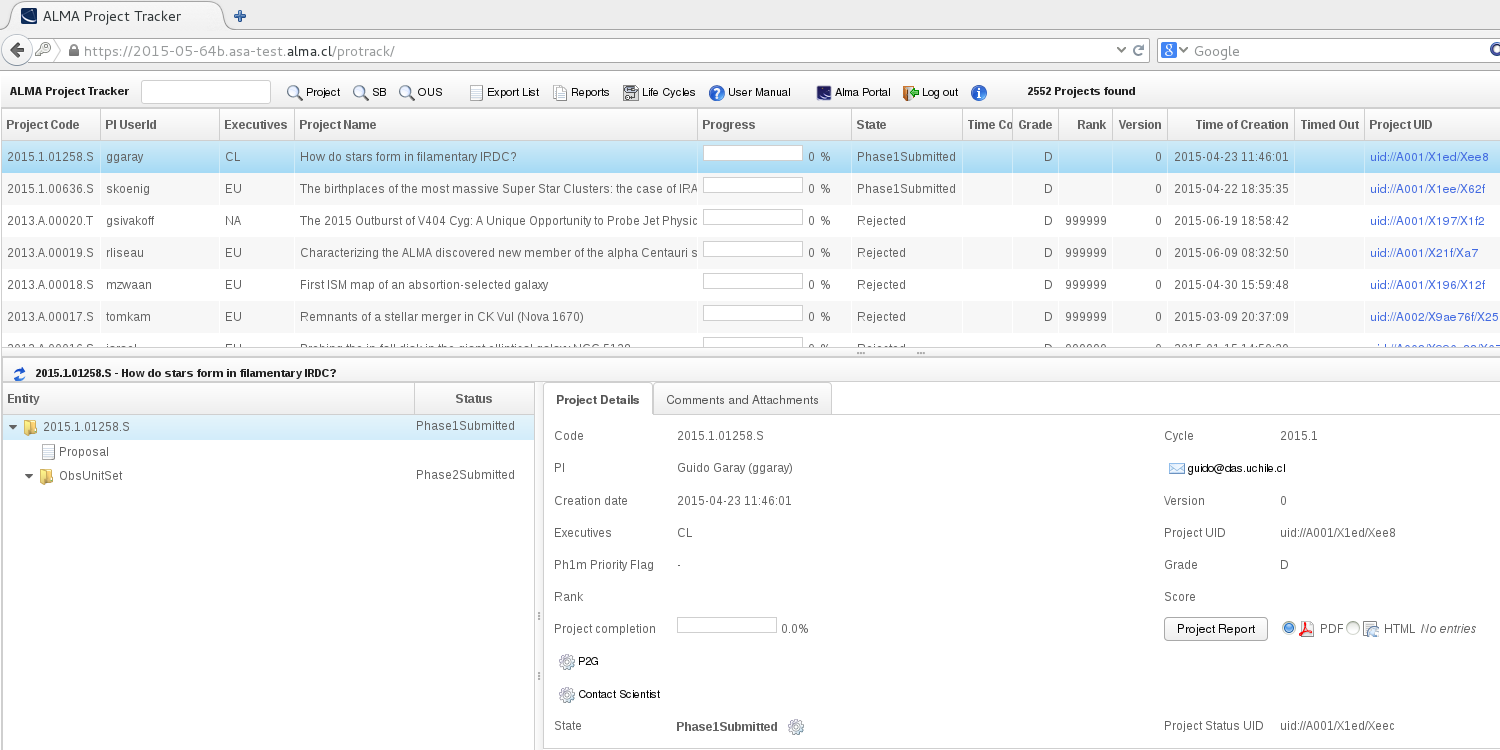 ALMA Project Tracker
https://2015-05-64b.asa-test.alma.cl/protrack/ Google
ALMA Project Tracker Project SB OUS Export List Reports Life Cycles User Manual Alma Portal Log out 2552 Projects found
Project Code PI UserId Executives Project Name Progress State Time Co Grade Rank Version Time of Creation Timed Out Project UID
2015.1.01258.S ggaray CL How do stars form in filamentary IRDC? 0 % Phase1Submitted D 0 2015-04-23 11:46:01 uid://A001/X1ed/Xee8
2015.1.00636.S skoenig EU The birthplaces of the most massive Super Star Clusters: the case of IRA 0 % Phase1Submitted D 0 2015-04-22 18:35:35 uid://A001/X1ee/X62f
2013.A.00020.T gsivakoff NA The 2015 Outburst of V404 Cyg: A Unique Opportunity to Probe Jet Physic 0 % Rejected D 999999 0 2015-06-19 18:58:42 uid://A001/X197/X1f2
2013.A.00019.S rliseau EU Characterizing the ALMA discovered new member of the alpha Centauri s 0 % Rejected D 999999 0 2015-06-09 08:32:50 uid://A001/X21f/Xa7
2013.A.00018.S mzwaan EU First ISM map of an absortion-selected galaxy 0 % Rejected D 999999 0 2015-04-30 15:59:48 uid://A001/X196/X12f
2013.A.00017.S tomkam EU Remnants of a stellar merger in CK Vul (Nova 1670) 0 % Rejected D 999999 0 2015-03-09 20:37:09 uid://A002/X9ae76f/X25
2015.1.01258.S - How do stars form in filamentary IRDC?
Entity Status
2015.1.01258.S Phase1Submitted
Proposal
ObsUnitSet Phase2Submitted
Project Details Comments and Attachments
Code 2015.1.01258.S Cycle 2015.1
PI Guido Garay (ggaray) guido@das.uchile.cl
Creation date 2015-04-23 11:46:01 Version 0
Executives CL Project UID uid://A001/X1ed/Xee8
Ph1m Priority Flag - Grade D
Rank Score
Project completion 0.0% Project Report PDF HTML No entries
P2G
Contact Scientist
State Phase1Submitted Project Status UID uid://A001/X1ed/Xeec